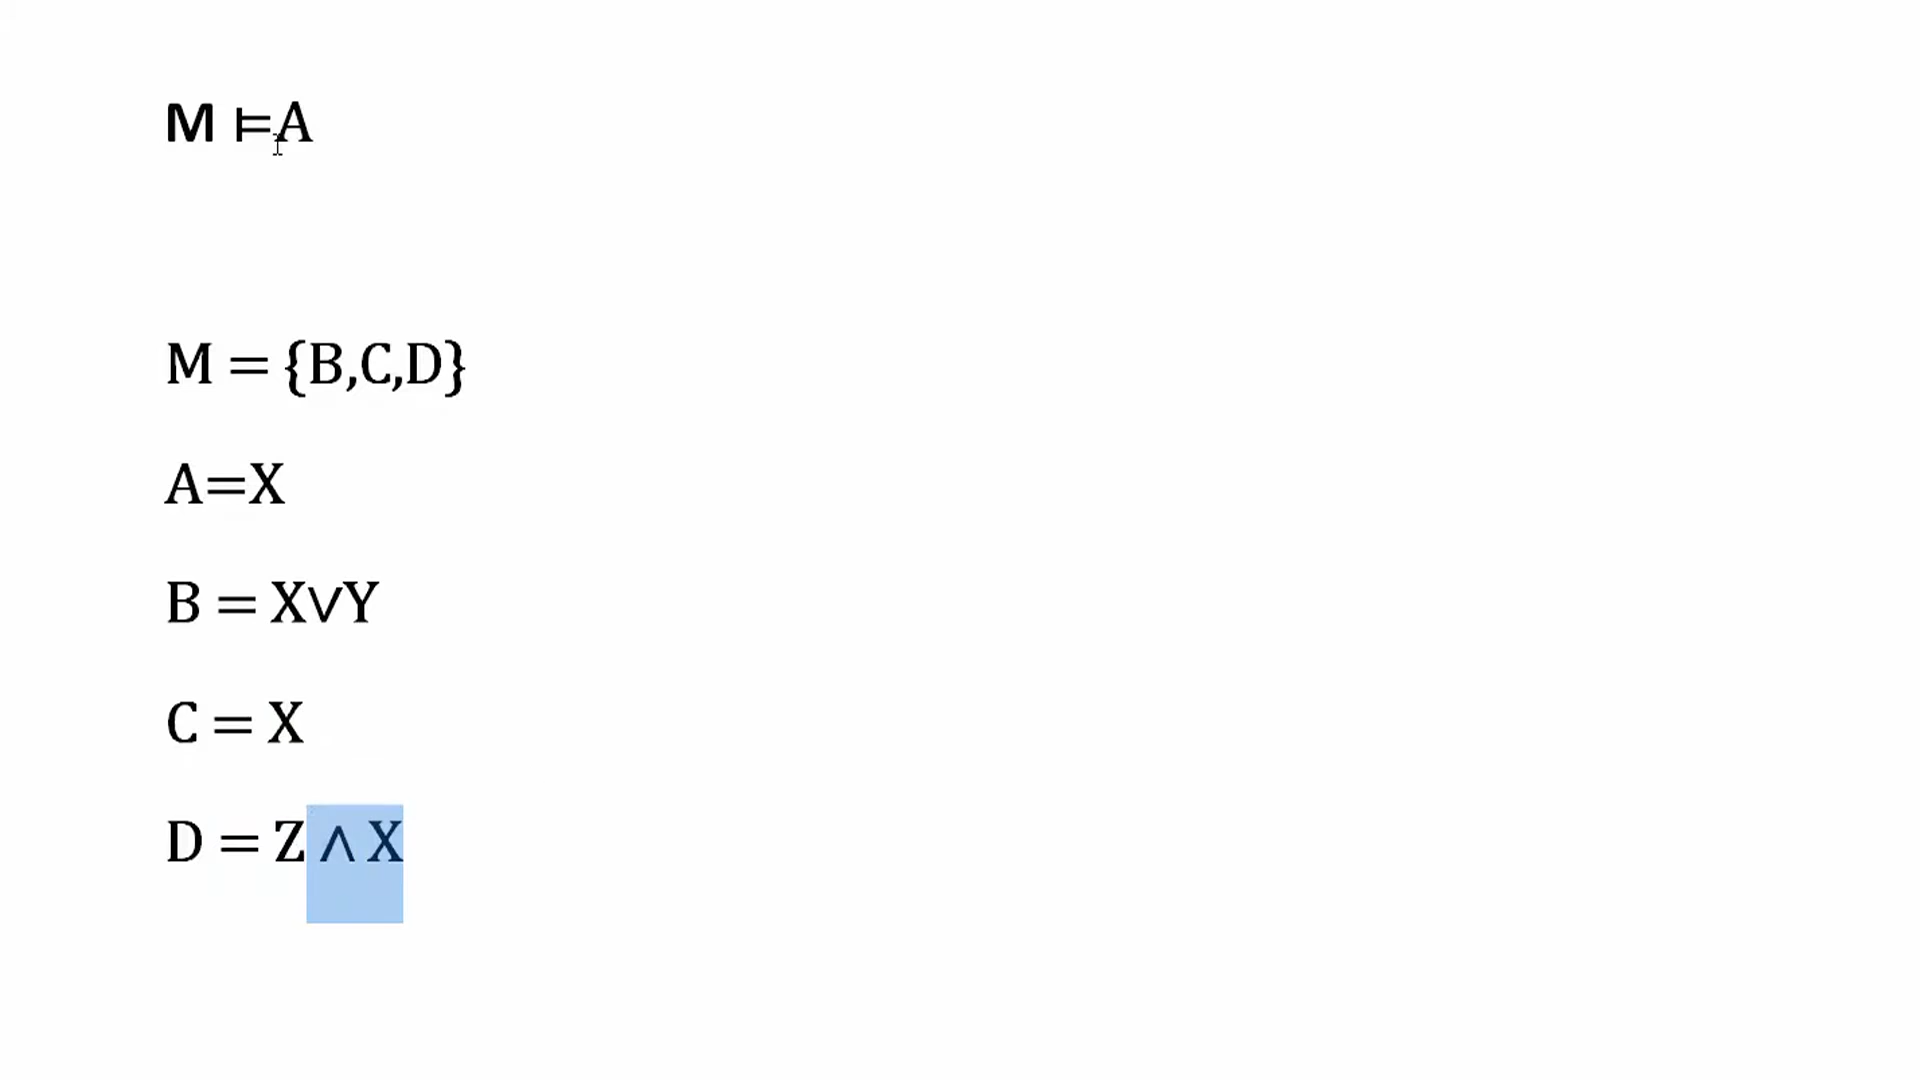 M ⊨A
M = {B,C,D}
A=X
B = X∨Y
C = X
D = Z ∧ X